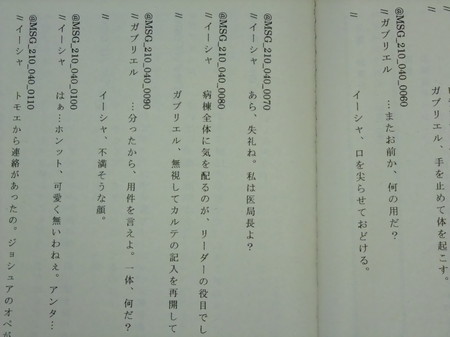 // ガブリエル、手を止めて体を起こす。
@MSG_210_040_0060
//ガブリエル …またお前か、何の用だ？
// イーシャ、口を尖らせておどける。
@MSG_210_040_0070
//イーシャ あら、失礼ね。私は医局長よ？
@MSG_210_040_0080
//イーシャ 病棟全体に気を配るのが、リーダーの役目でし
// ガブリエル、無視してカルテの記入を再開して
@MSG_210_040_0090
//ガブリエル …分ったから、用件を言えよ。一体、何だ？
// イーシャ、不満そうな顔。
@MSG_210_040_0100
//イーシャ はぁ…ホンット、可愛く無いわねぇ。アンタ…
@MSG_210_040_0110
//イーシャ トモエから連絡があったの。ジョシュアのオペが